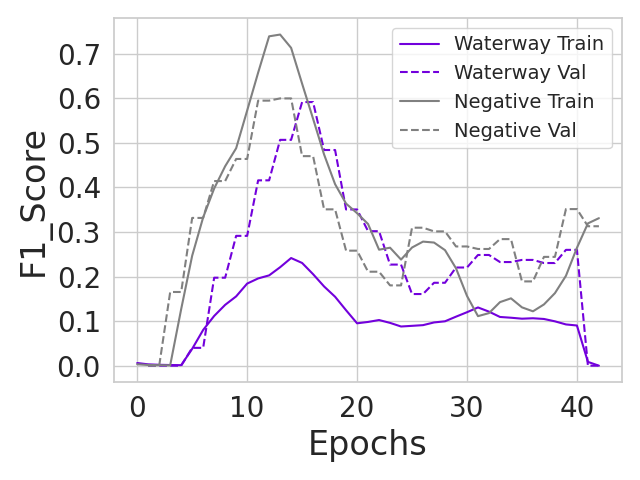 Waterway Train
Waterway Val
Negative Train
Negative Val
F1_Score
0.7
0.6
0.5
0.4
0.3
0.2
0.1
0.0
0 10 20 30 40
Epochs